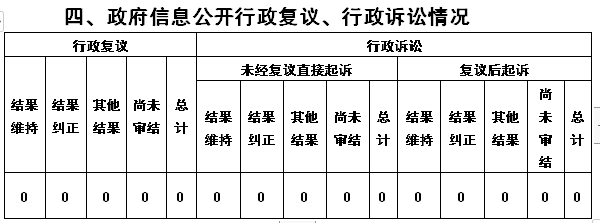 四、政府信息公开行政复议、行政诉讼情况
行政复议 行政诉讼
未经复议直接起诉 复议后起诉
结果维持 结果纠正 其他结果 尚未审结 总计 结果维持 结果纠正 其他结果 尚未审结 总计 结果维持 结果纠正 其他结果 尚未审结 总计
0 0 0 0 0 0 0 0 0 0 0 0 0 0 0